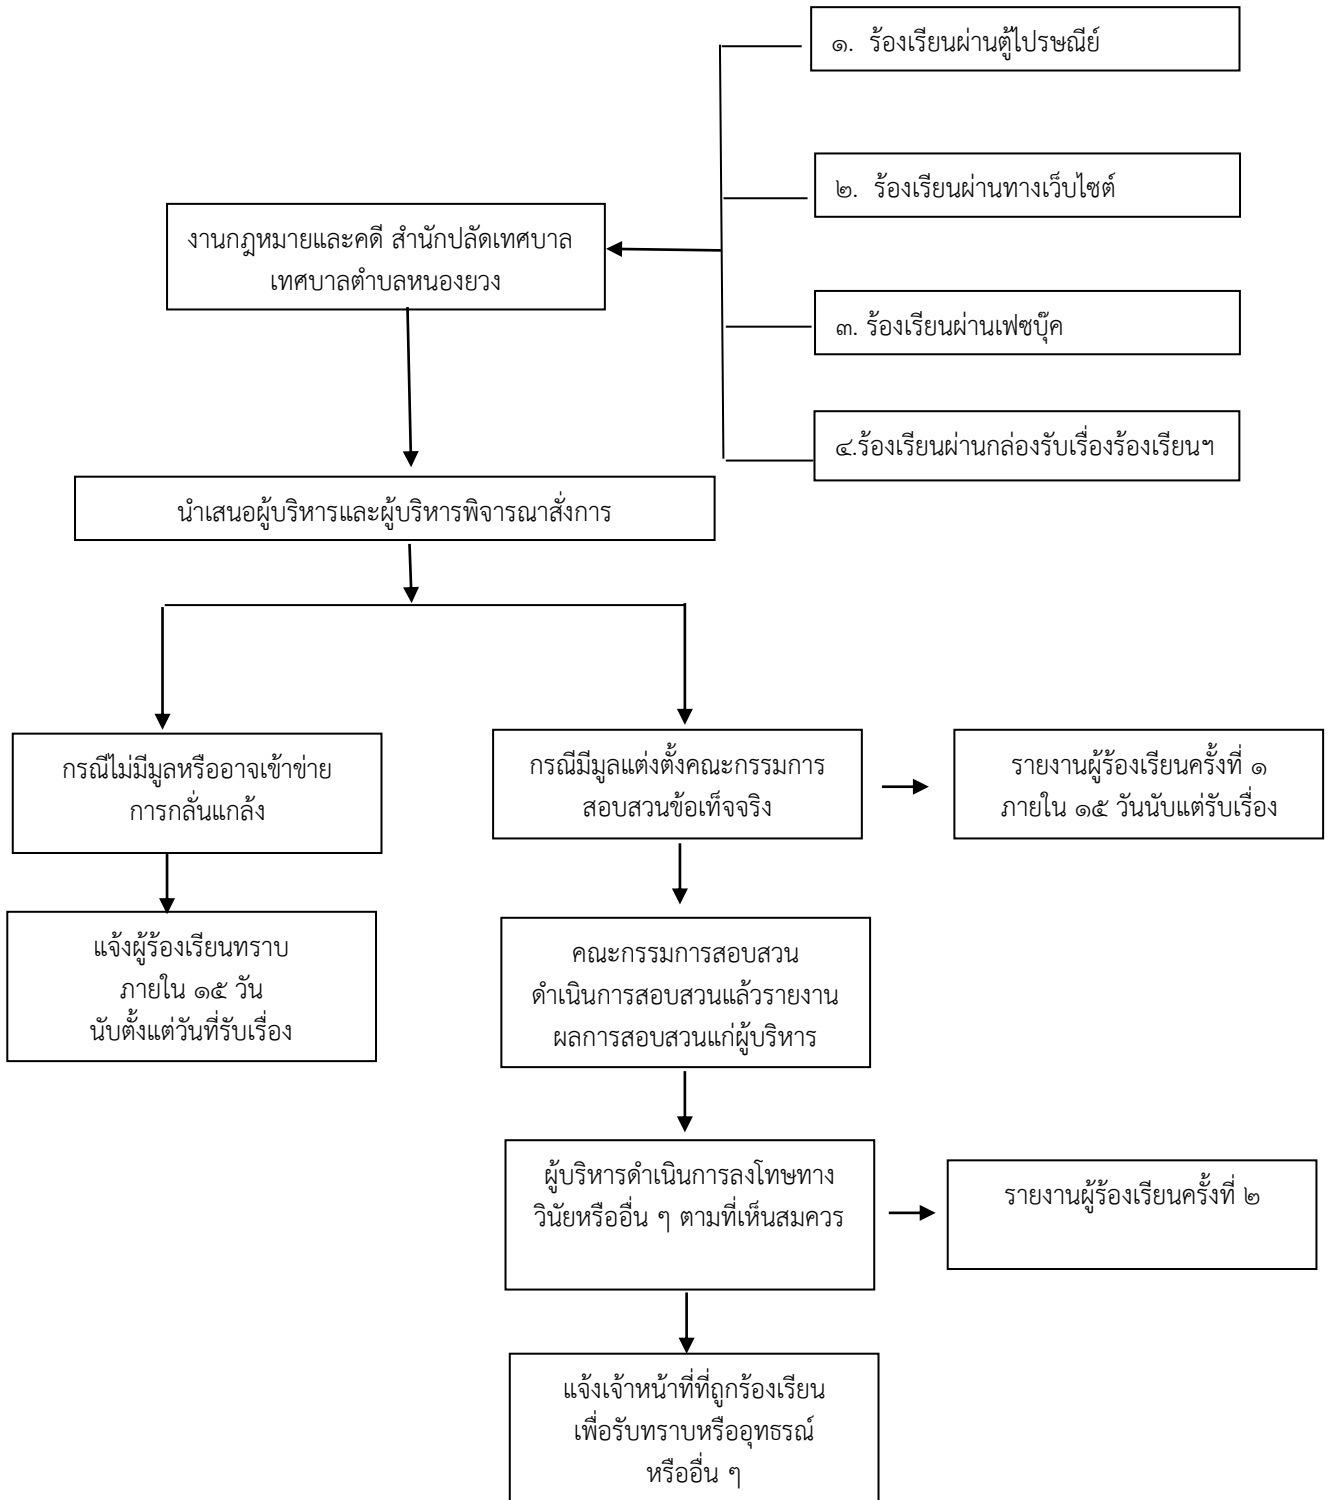 ๑. ร้องเรียนผ่านตู้ไปรษณีย์
๒. ร้องเรียนผ่านทางเว็บไซต์
งานกฎหมายและคดี สำนักปลัดเทศบาล
เทศบาลตำบลหนองยวง
๓. ร้องเรียนผ่านเฟซบุ๊ค
๔.ร้องเรียนผ่านกล่องรับเรื่องร้องเรียนฯ
นำเสนอผู้บริหารและผู้บริหารพิจารณาสั่งการ
กรณีไม่มีมูลหรืออาจเข้าข่าย
การกลั่นแกล้ง
กรณีมีมูลแต่งตั้งคณะกรรมการ
สอบสวนข้อเท็จจริง
รายงานผู้ร้องเรียนครั้งที่ ๑
ภายใน ๑๕ วันนับแต่รับเรื่อง
แจ้งผู้ร้องเรียนทราบ
ภายใน ๑๕ วัน
นับตั้งแต่วันที่รับเรื่อง
คณะกรรมการสอบสวน
ดำเนินการสอบสวนแล้วรายงาน
ผลการสอบสวนแก่ผู้บริหาร
ผู้บริหารดำเนินการลงโทษทาง
วินัยหรืออื่น ๆ ตามที่เห็นสมควร
รายงานผู้ร้องเรียนครั้งที่ ๒
แจ้งเจ้าหน้าที่ที่ถูกร้องเรียน
เพื่อรับทราบหรืออุทธรณ์
หรืออื่น ๆ